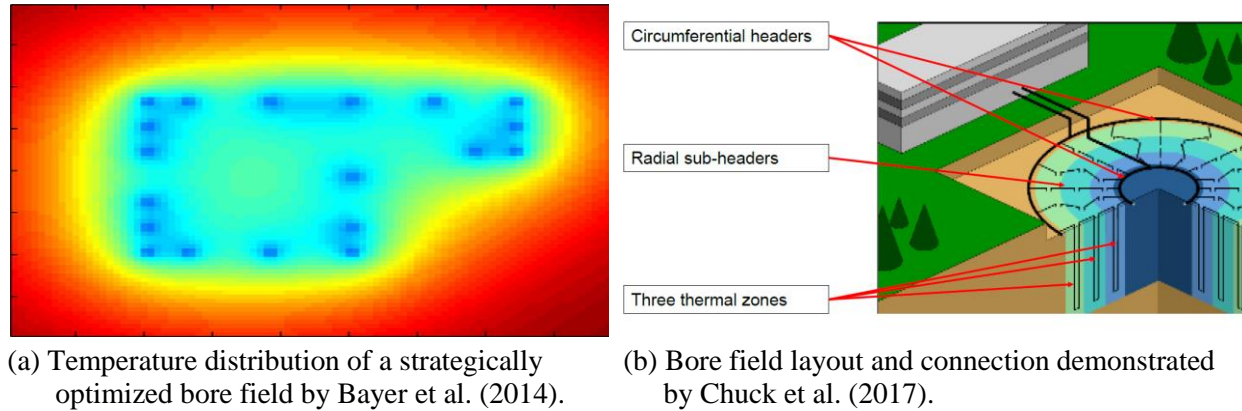 Circumferential headers
Radial sub-headers
Three thermal zones
(a) Temperature distribution of a strategically
optimized bore field by Bayer et al. (2014).
(b) Bore field layout and connection demonstrated
by Chuck et al. (2017).